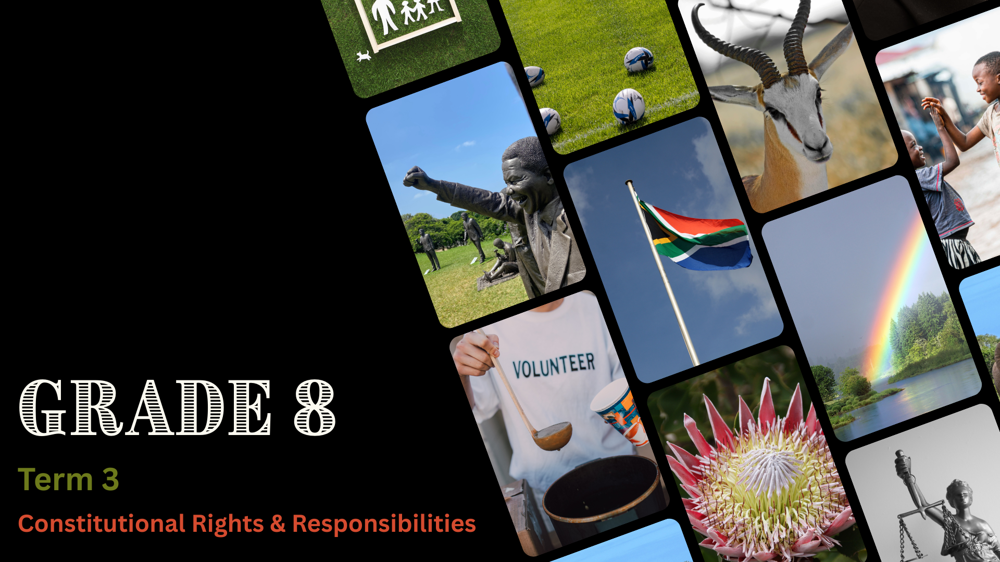 GRADE 8
Term 3
Constitutional Rights & Responsibilities
VOLUNTEER